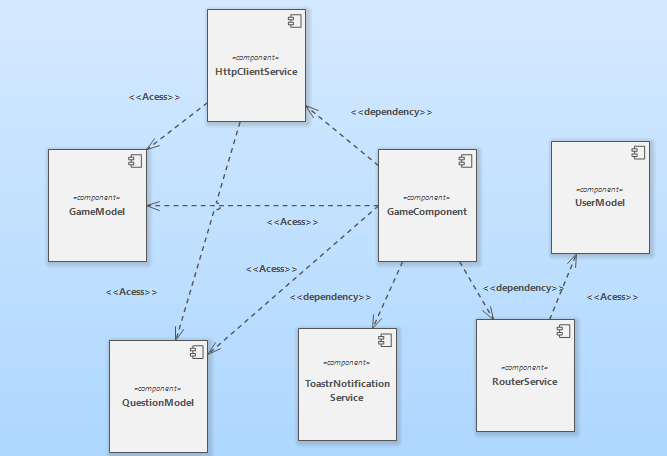 «component»
HttpClientService
<<Acess>>
<<dependency>>
«component»
GameModel
«component»
GameComponent
«component»
UserModel
<<Acess>>
<<Acess>>
<<Acess>>
<<dependency>>
<<dependency>>
<<Acess>>
«component»
QuestionModel
«component»
ToastrNotification
Service
«component»
RouterService